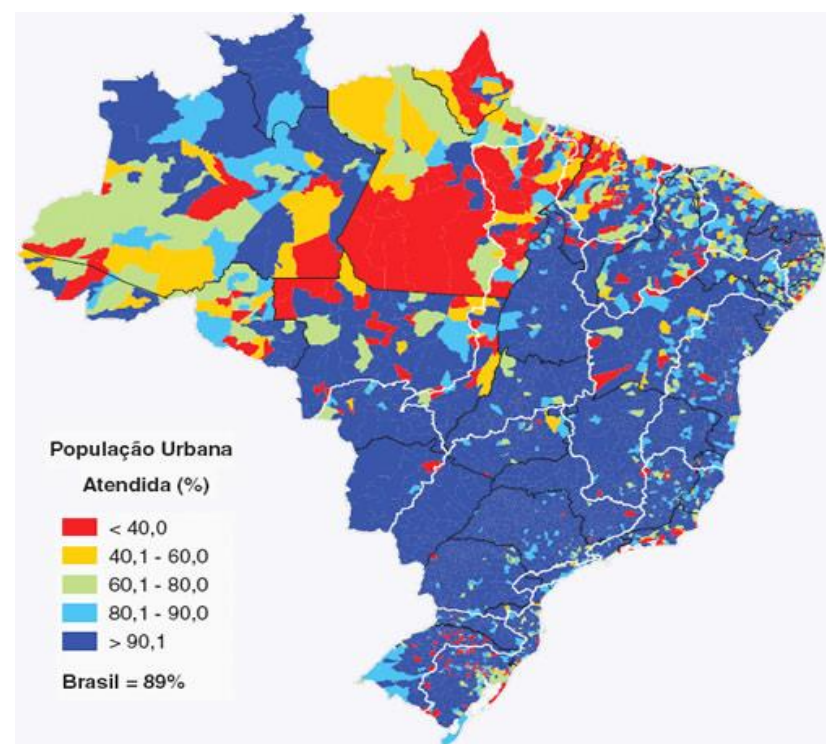 População Urbana
Atendida (%)
< 40,0
40,1 - 60,0
60,1 - 80,0
80,1 - 90,0
> 90,1
Brasil = 89%